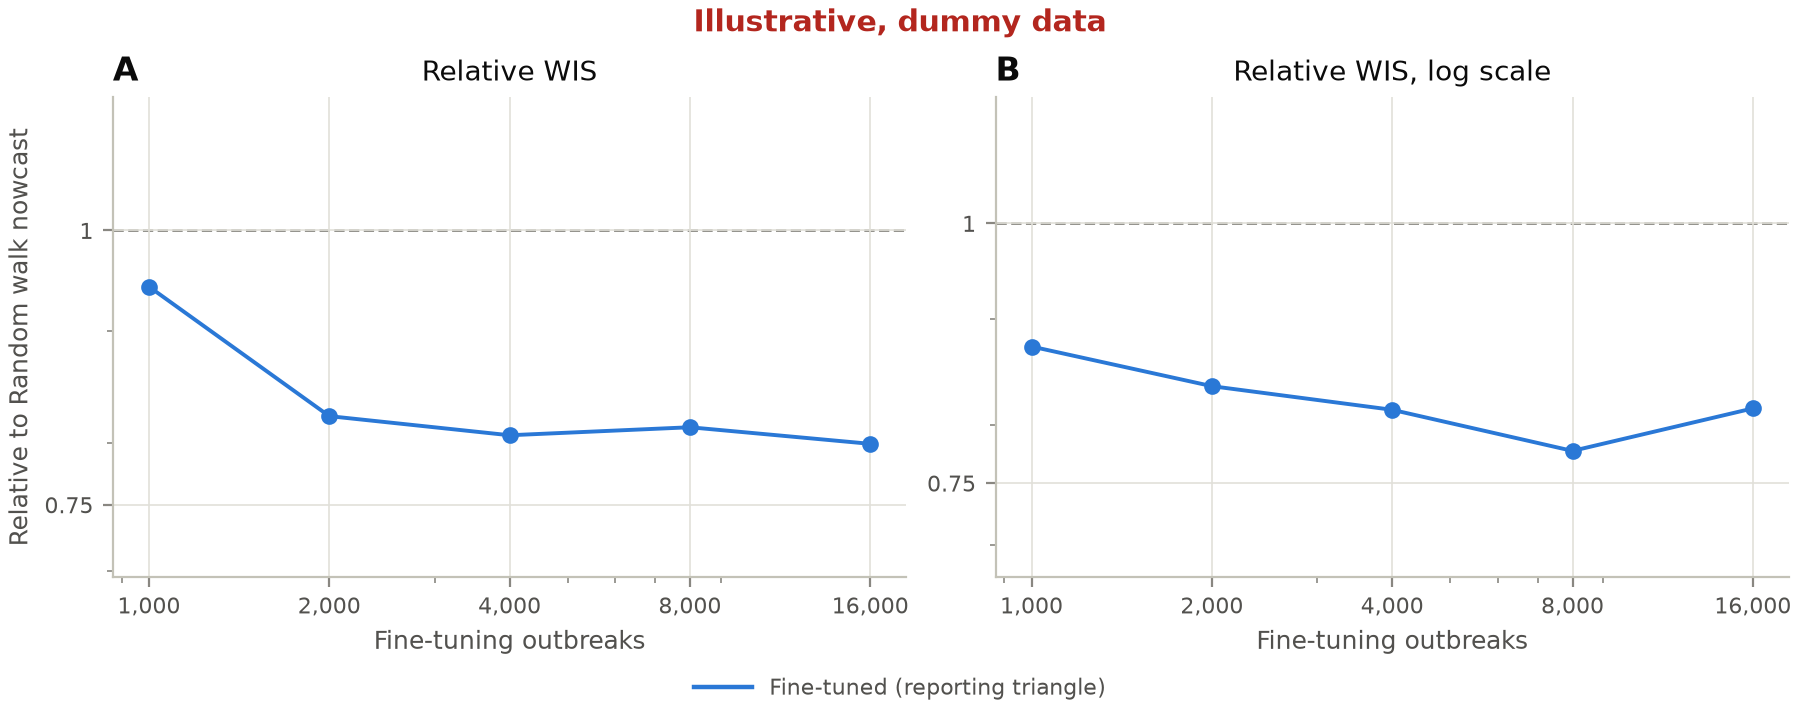 Illustrative, dummy data
A
Relative WIS
Relative to Random walk nowcast
1
0.75
1,000
2,000
4,000
8,000
16,000
Fine-tuning outbreaks
B
Relative WIS, log scale
1
0.75
1,000
2,000
4,000
8,000
16,000
Fine-tuning outbreaks
Fine-tuned (reporting triangle)